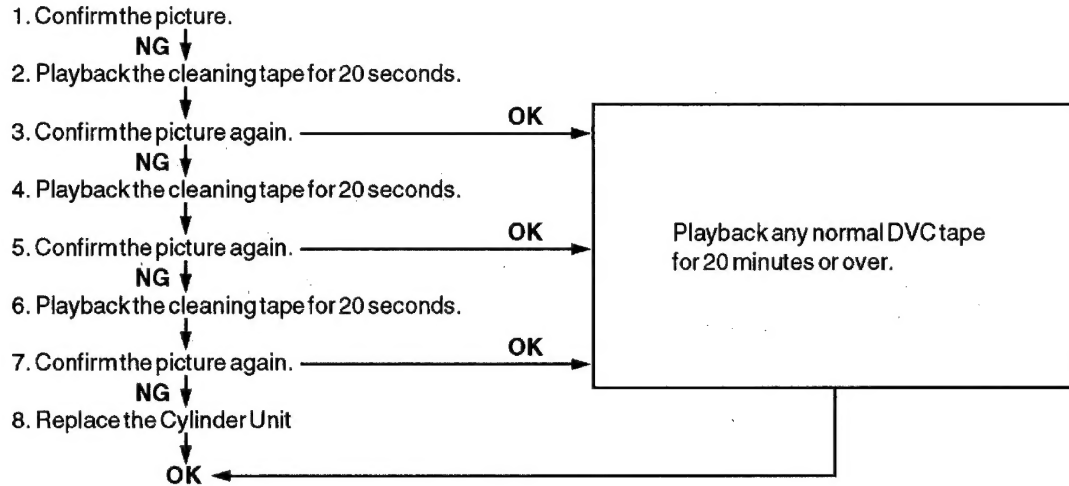 1. Confirm the picture.
NG
2. Playback the cleaning tape for 20 seconds.
OK
3. Confirm the picture again.
NG
4. Playback the cleaning tape for 20 seconds.
OK
5. Confirm the picture again.
NG
6. Playback the cleaning tape for 20 seconds.
OK
7. Confirm the picture again.
NG
8. Replace the Cylinder Unit
OK
Playback any normal DVC tape
for 20 minutes or over.